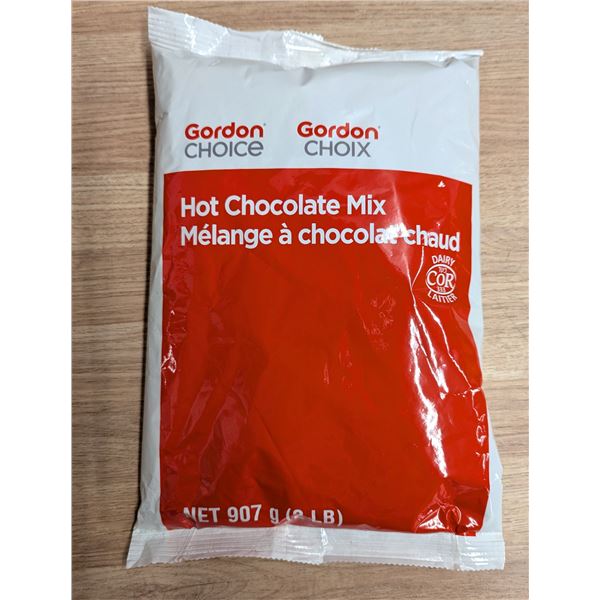 Gordon® Gordon®
CHOICE CHOIX
Hot Chocolate Mix
Mélange à chocolat chaud
DAIRY
COR
LAITIER
NET 907 g (2 LB)